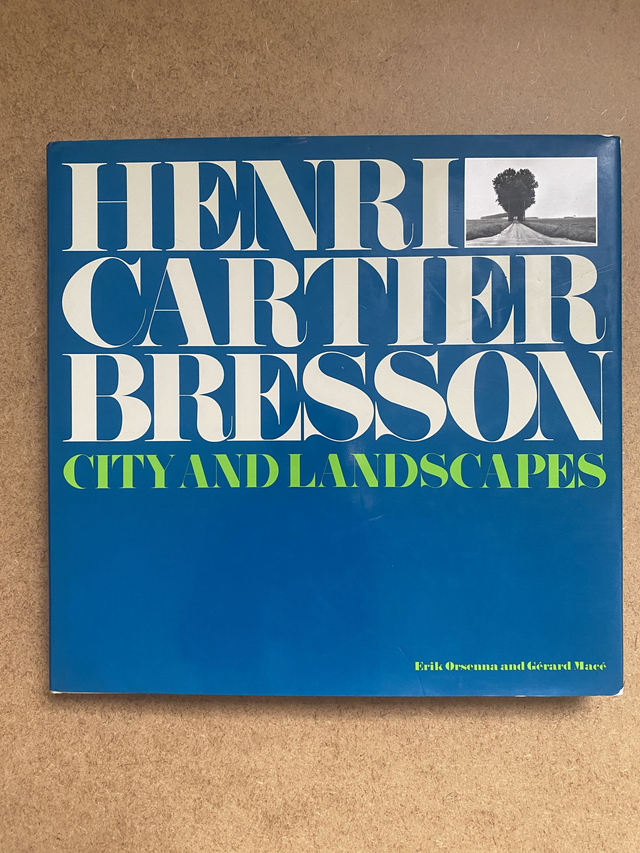 HENRI
CARTIER
BRESSON
CITY AND LANDSCAPES
Erik Orsenna and Gérard Macé